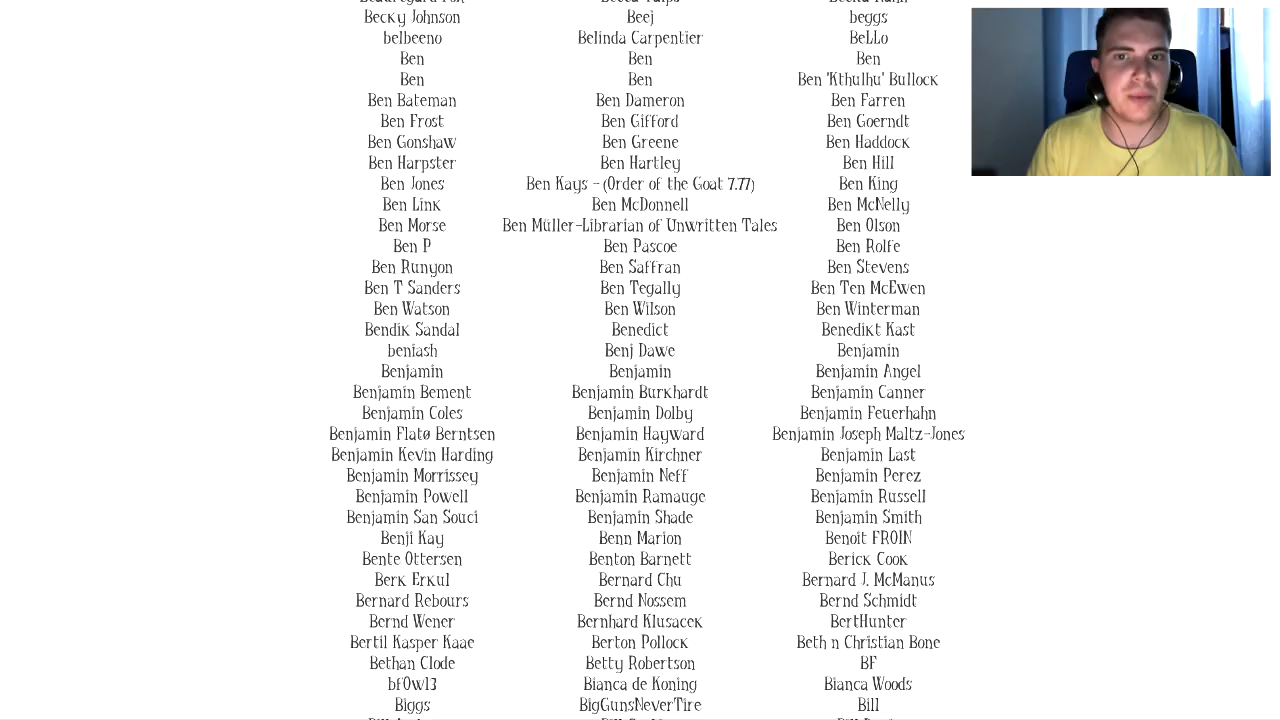 Becky Johnson Beej beggs
belbeeno Belinda Carpentier BeLLo
Ben Ben Ben
Ben Ben Ben 'Kthulhu' Bullock
Ben Bateman Ben Dameron Ben Farren
Ben Frost Ben Gifford Ben Goerndt
Ben Gonshaw Ben Greene Ben Haddock
Ben Harpster Ben Hartley Ben Hill
Ben Jones Ben Kays - (Order of the Goat 7.77) Ben King
Ben Link Ben McDonnell Ben McNelly
Ben Morse Ben Müller-Librarian of Unwritten Tales Ben Olson
Ben P Ben Pascoe Ben Rolfe
Ben Runyon Ben Saffran Ben Stevens
Ben T Sanders Ben Tegally Ben Ten McEwen
Ben Watson Ben Wilson Ben Winterman
Bendik Sandal Benedict Benedikt Kast
beniash Benj Dawe Benjamin
Benjamin Benjamin Benjamin Angel
Benjamin Bement Benjamin Burkhardt Benjamin Canner
Benjamin Coles Benjamin Dolby Benjamin Feuerhahn
Benjamin Flatø Berntsen Benjamin Hayward Benjamin Joseph Maltz-Jones
Benjamin Kevin Harding Benjamin Kirchner Benjamin Last
Benjamin Morrissey Benjamin Neff Benjamin Perez
Benjamin Powell Benjamin Ramauge Benjamin Russell
Benjamin San Souci Benjamin Shade Benjamin Smith
Benji Kay Benn Marion Benoit FROIN
Bente Ottersen Benton Barnett Berick Cook
Berk Erkul Bernard Chu Bernard J. McManus
Bernard Rebours Bernd Nossem Bernd Schmidt
Bernd Wener Bernhard Klusacek BertHunter
Bertil Kasper Kaae Berton Pollock Beth n Christian Bone
Bethan Clode Betty Robertson BF
bf0wl3 Bianca de Koning Bianca Woods
Biggs BigGunsNeverTire Bill